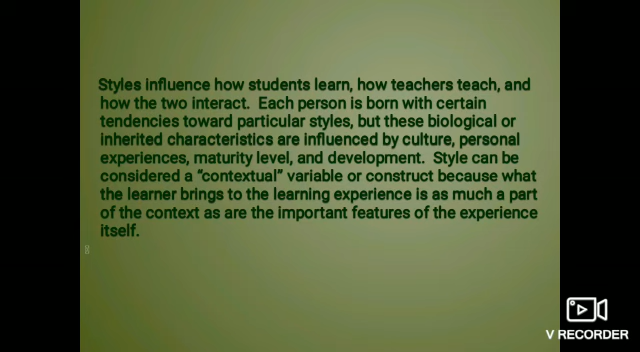 Styles influence how students learn, how teachers teach, and
how the two interact.  Each person is born with certain
tendencies toward particular styles, but these biological or
inherited characteristics are influenced by culture, personal
experiences, maturity level, and development.  Style can be
considered a “contextual” variable or construct because what
the learner brings to the learning experience is as much a part
of the context as are the important features of the experience
itself.
V RECORDER